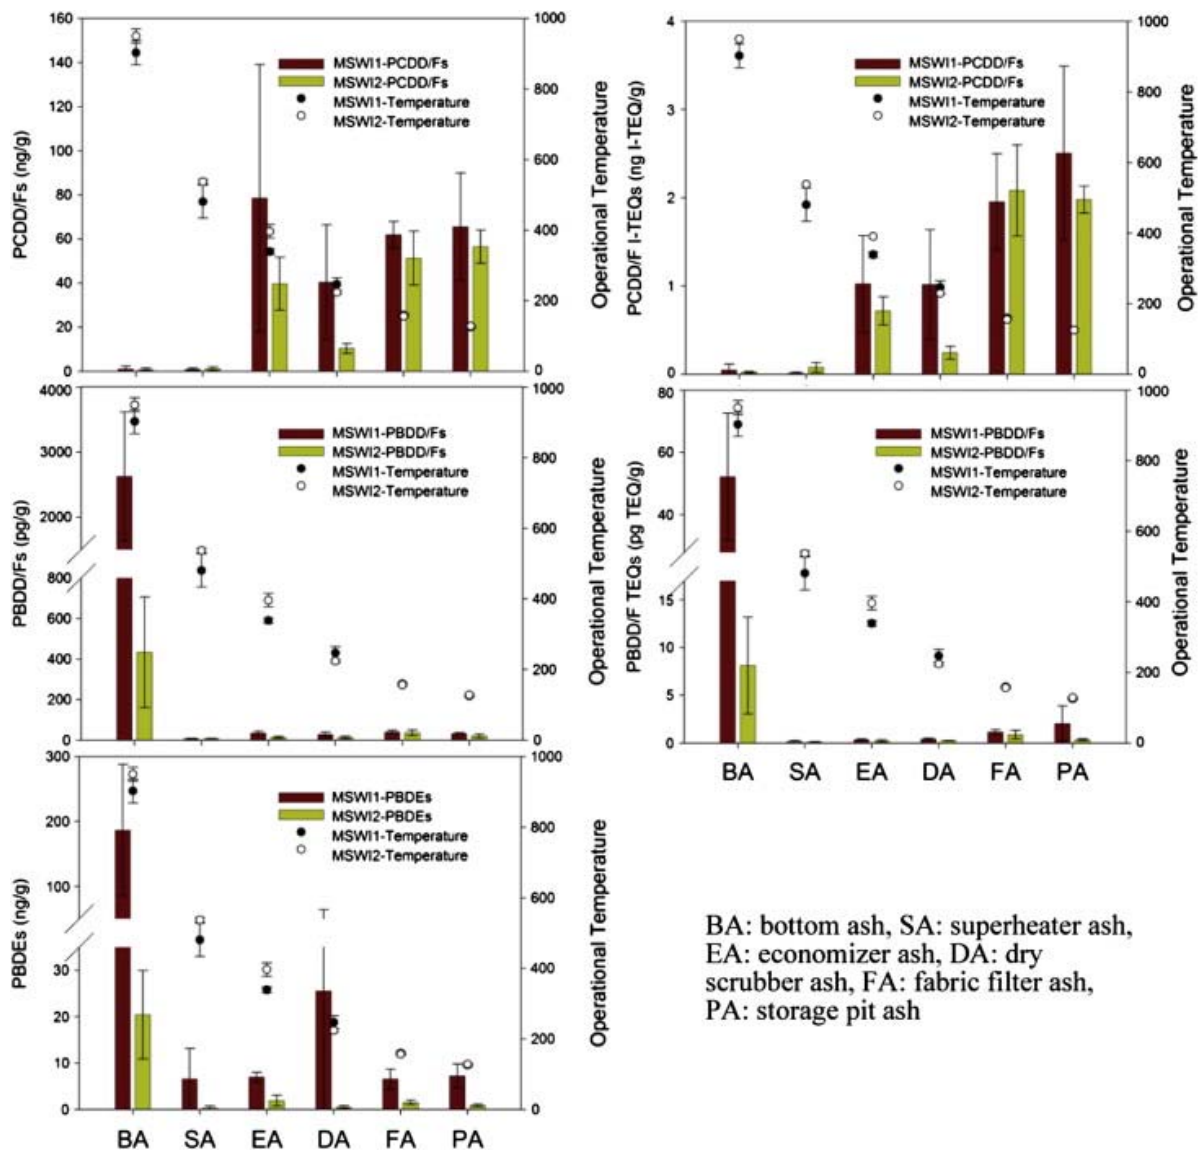 PCDD/Fs (ng/g)
160
140
120
100
80
60
40
20
0
MSWI1-PCDD/Fs
MSWI2-PCDD/Fs
MSWI1-Temperature
MSWI2-Temperature
1000
800
600
400
200
0
Operational Temperature
PCDD/F I-TEQs (ng I-TEQ/g)
4
3
2
1
0
MSWI1-PCDD/Fs
MSWI2-PCDD/Fs
MSWI1-Temperature
MSWI2-Temperature
1000
800
600
400
200
0
Operational Temperature
PBDD/Fs (pg/g)
4000
3000
2000
800
600
400
200
0
MSWI1-PBDD/Fs
MSWI2-PBDD/Fs
MSWI1-Temperature
MSWI2-Temperature
1000
800
600
400
200
0
Operational Temperature
PBDD/F TEQs (pg TEQ/g)
80
60
40
15
10
5
0
MSWI1-PBDD/Fs
MSWI2-PBDD/Fs
MSWI1-Temperature
MSWI2-Temperature
1000
800
600
400
200
0
Operational Temperature
BA SA EA DA FA PA
PBDEs (ng/g)
300
200
100
30
20
10
0
MSWI1-PBDEs
MSWI2-PBDEs
MSWI1-Temperature
MSWI2-Temperature
1000
800
600
400
200
0
Operational Temperature
BA SA EA DA FA PA
BA: bottom ash, SA: superheater ash,
EA: economizer ash, DA: dry
scrubber ash, FA: fabric filter ash,
PA: storage pit ash